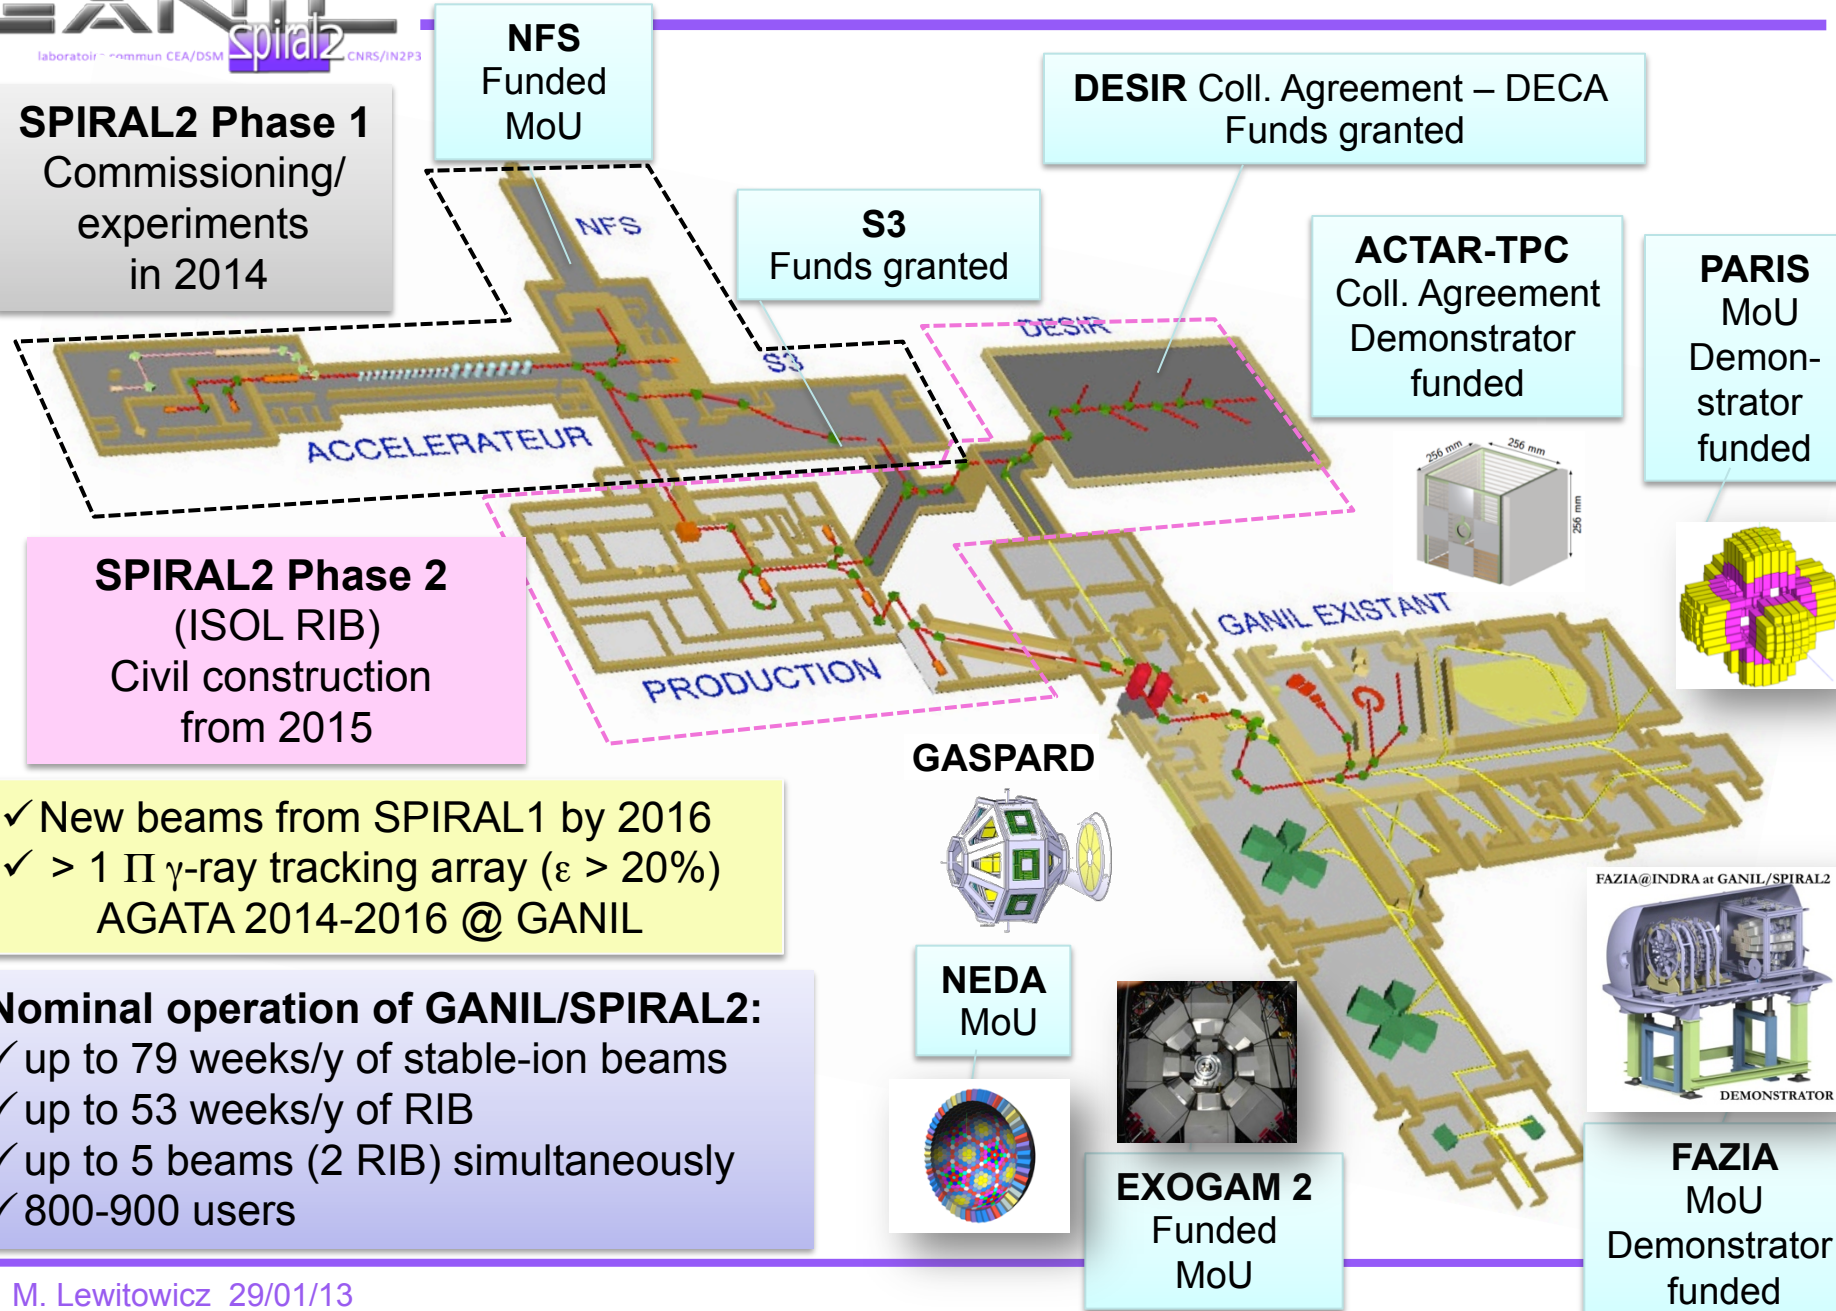 GANIL
laboratoire commun CEA/DSM
spiral2
CNRS/IN2P3
NFS
Funded
MoU
DESIR Coll. Agreement – DECA
Funds granted
SPIRAL2 Phase 1
Commissioning/
experiments
in 2014
S3
Funds granted
ACTAR-TPC
Coll. Agreement
Demonstrator
funded
PARIS
MoU
Demon-
strator
funded
NFS
DESIR
S3
ACCELERATEUR
256 mm
256 mm
256 mm
SPIRAL2 Phase 2
(ISOL RIB)
Civil construction
from 2015
GANIL EXISTANT
PRODUCTION
GASPARD
✓ New beams from SPIRAL1 by 2016
✓ > 1 Π γ-ray tracking array (ε > 20%)
AGATA 2014-2016 @ GANIL
FAZIA@INDRA at GANIL/SPIRAL2
DEMONSTRATOR
NEDA
MoU
Nominal operation of GANIL/SPIRAL2:
✓ up to 79 weeks/y of stable-ion beams
✓ up to 53 weeks/y of RIB
✓ up to 5 beams (2 RIB) simultaneously
✓ 800-900 users
EXOGAM 2
Funded
MoU
FAZIA
MoU
Demonstrator
funded
M. Lewitowicz 29/01/13